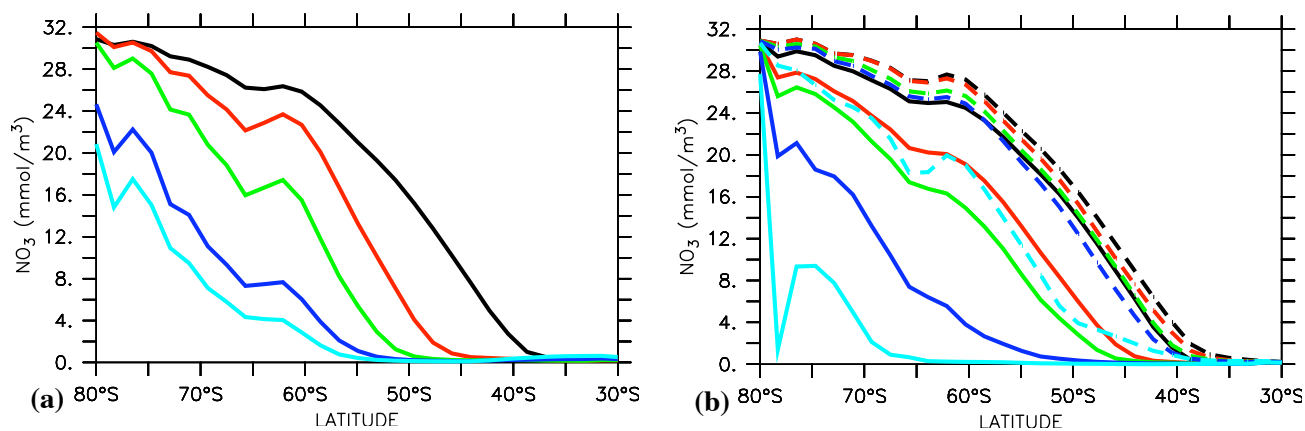 32.
28.
24.
20.
16.
12.
8.
4.
0.
NO₃ (mmol/m³)
80°S 70°S 60°S 50°S 40°S 30°S
LATITUDE
(a)
32.
28.
24.
20.
16.
12.
8.
4.
0.
NO₃ (mmol/m³)
80°S 70°S 60°S 50°S 40°S 30°S
LATITUDE
(b)